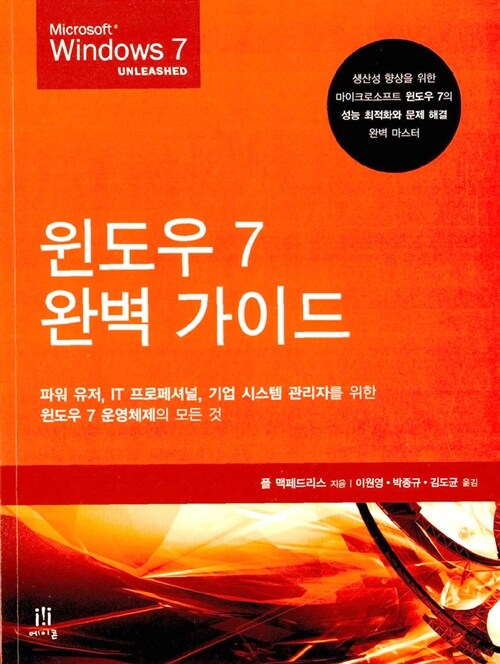 Microsoft®
Windows 7
UNLEASHED
생산성 향상을 위한
마이크로소프트 윈도우 7의
성능 최적화와 문제 해결
완벽 마스터
윈도우 7
완벽 가이드
파워 유저, IT 프로페셔널, 기업 시스템 관리자를 위한
윈도우 7 운영체제의 모든 것
폴 맥페드리스 지음 | 이원영 · 박종규 · 김도균 옮김
에이콘